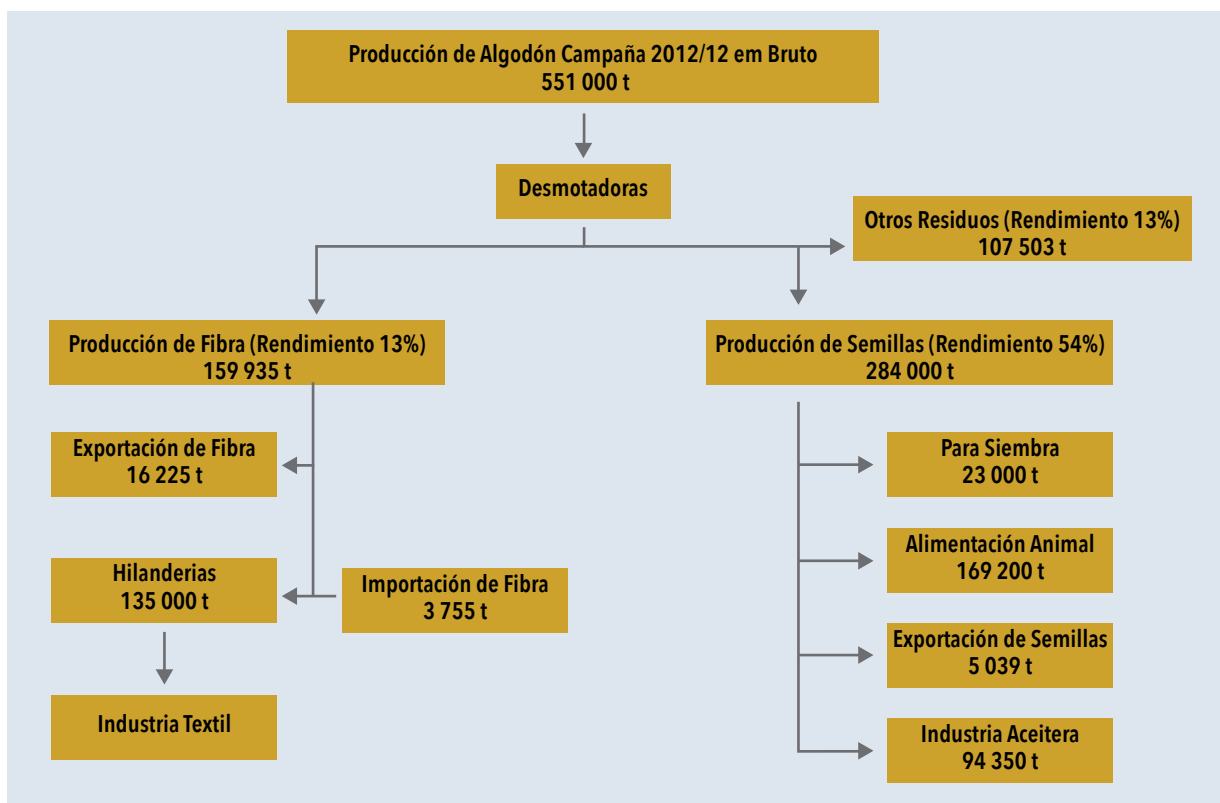 Producción de Algodón Campaña 2012/12 em Bruto
551 000 t
Desmotadoras
Otros Residuos (Rendimiento 13%)
107 503 t
Producción de Fibra (Rendimiento 13%)
159 935 t
Producción de Semillas (Rendimiento 54%)
284 000 t
Exportación de Fibra
16 225 t
Para Siembra
23 000 t
Hilanderias
135 000 t
Importación de Fibra
3 755 t
Alimentación Animal
169 200 t
Exportación de Semillas
5 039 t
Industria Textil
Industria Aceitera
94 350 t